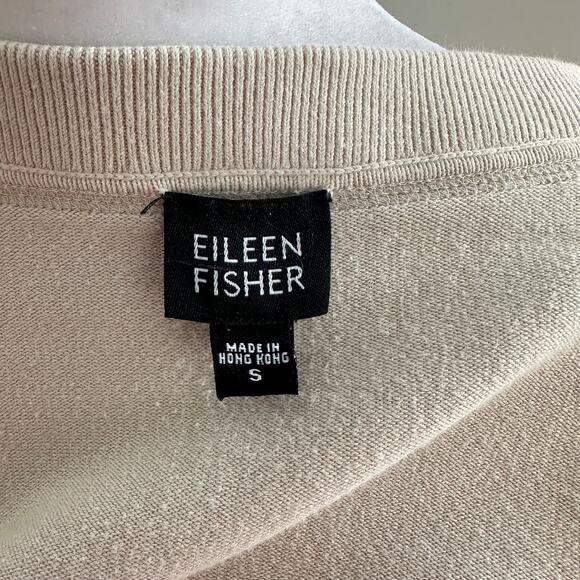 EILEEN
FISHER
MADE IN
HONG KONG
S